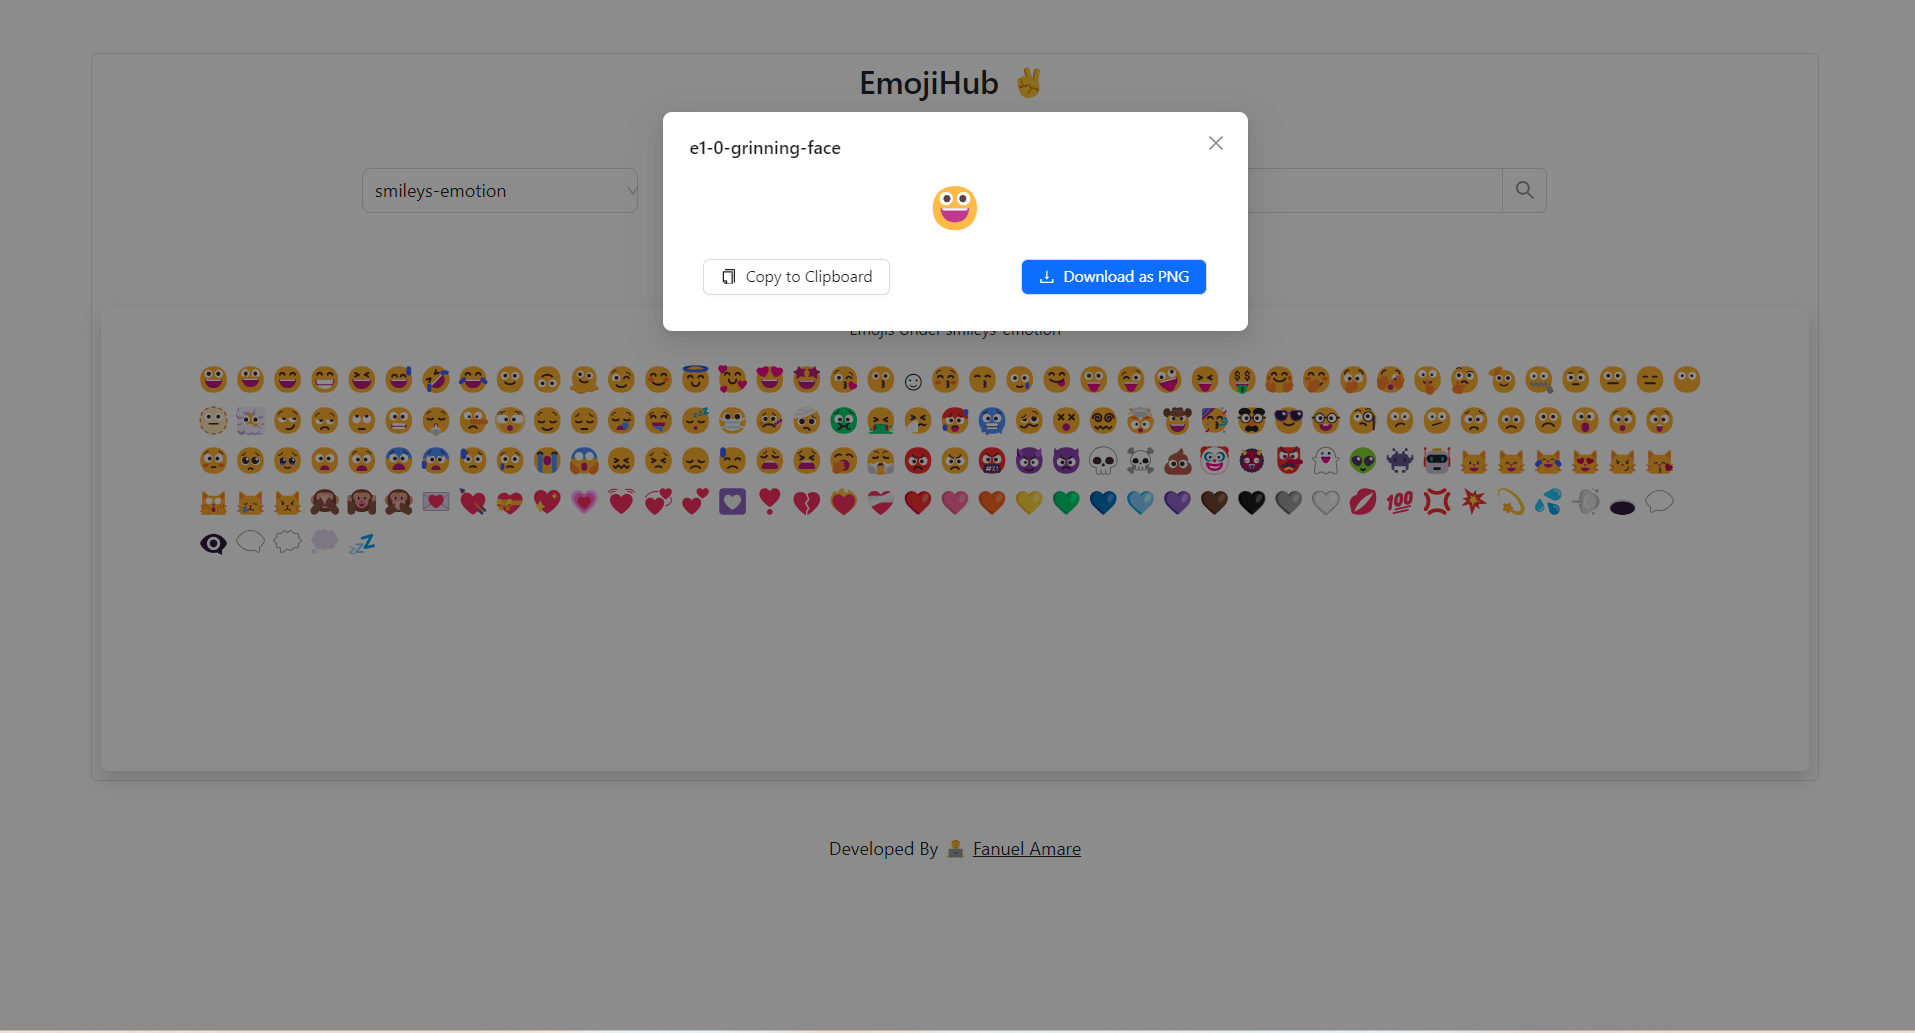 EmojiHub ✌️
e1-0-grinning-face
smileys-emotion
Copy to Clipboard
Download as PNG
Emojis Under smileys-emotion
Developed By 🧑‍💻 Fanuel Amare